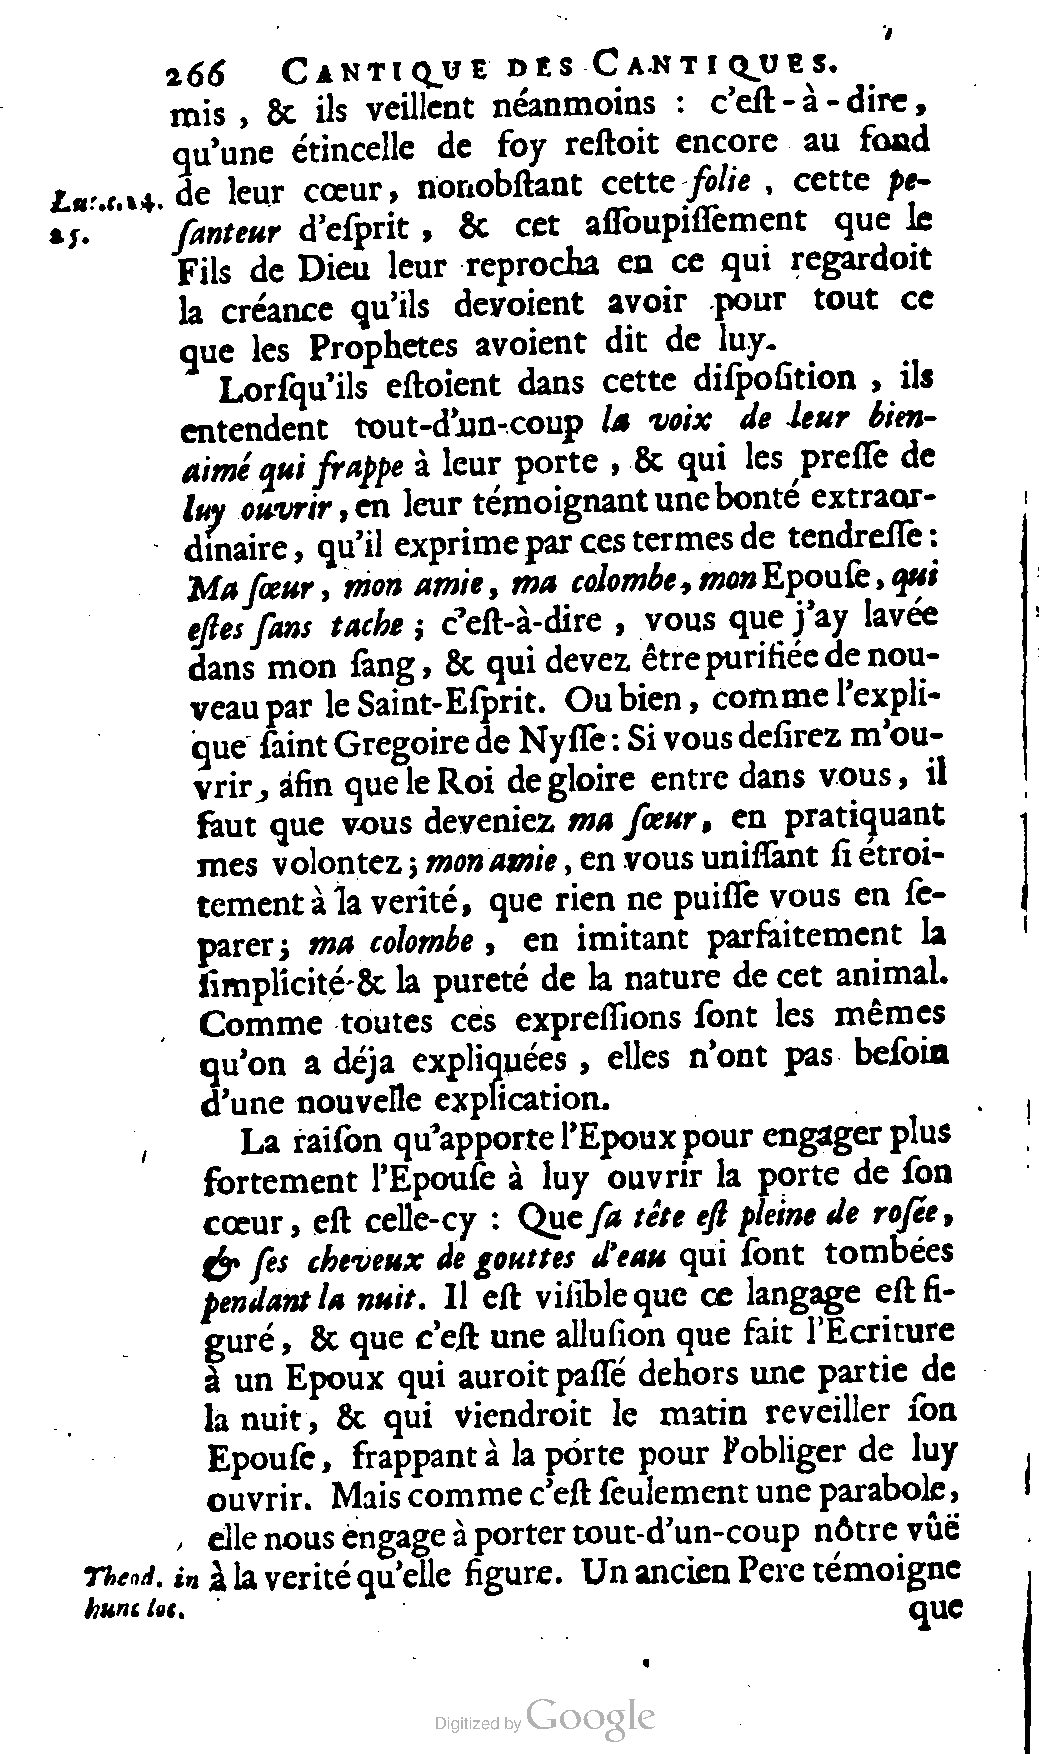 266 CANTIQUE DES CANTIQUES.
mis , & ils veillent néanmoins : c'eſt-à-dire,
qu'une étincelle de foy reſtoit encore au fond
Luc. c. 24. de leur cœur, nonobſtant cette folie , cette pe-
25. ſanteur d'eſprit , & cet aſſoupiſſement que le
Fils de Dieu leur reprocha en ce qui regardoit
la créance qu'ils devoient avoir pour tout ce
que les Prophetes avoient dit de luy.
Lorſqu'ils eſtoient dans cette diſpoſition , ils
entendent tout-d'un-coup la voix de leur bien-
aimé qui frappe à leur porte , & qui les preſſe de
luy ouvrir, en leur témoignant une bonté extraor-
dinaire, qu'il exprime par ces termes de tendreſſe :
Ma ſœur , mon amie, ma colombe, mon Epouſe, qui
eſtes ſans tache ; c'eſt-à-dire , vous que j'ay lavée
dans mon ſang, & qui devez être purifiée de nou-
veau par le Saint-Eſprit. Ou bien, comme l'expli-
que ſaint Gregoire de Nyſſe : Si vous deſirez m'ou-
vrir, afin que le Roi de gloire entre dans vous, il
faut que vous deveniez ma ſœur, en pratiquant
mes volontez ; mon amie, en vous uniſſant ſi étroi-
tement à la verité, que rien ne puiſſe vous en ſe-
parer ; ma colombe , en imitant parfaitement la
ſimplicité & la pureté de la nature de cet animal.
Comme toutes ces expreſſions ſont les mêmes
qu'on a déja expliquées , elles n'ont pas beſoin
d'une nouvelle explication.
La raiſon qu'apporte l'Epoux pour engager plus
fortement l'Epouſe à luy ouvrir la porte de ſon
cœur, eſt celle-cy : Que ſa tête eſt pleine de roſée,
& ſes cheveux de gouttes d'eau qui ſont tombées
pendant la nuit. Il eſt viſible que ce langage eſt fi-
guré, & que c'eſt une alluſion que fait l'Ecriture
à un Epoux qui auroit paſſé dehors une partie de
la nuit, & qui viendroit le matin reveiller ſon
Epouſe, frappant à la porte pour l'obliger de luy
ouvrir. Mais comme c'eſt ſeulement une parabole,
elle nous engage à porter tout-d'un-coup nôtre vûë
Theod. in à la verité qu'elle figure. Un ancien Pere témoigne
hunc loc. que
Digitized by Google